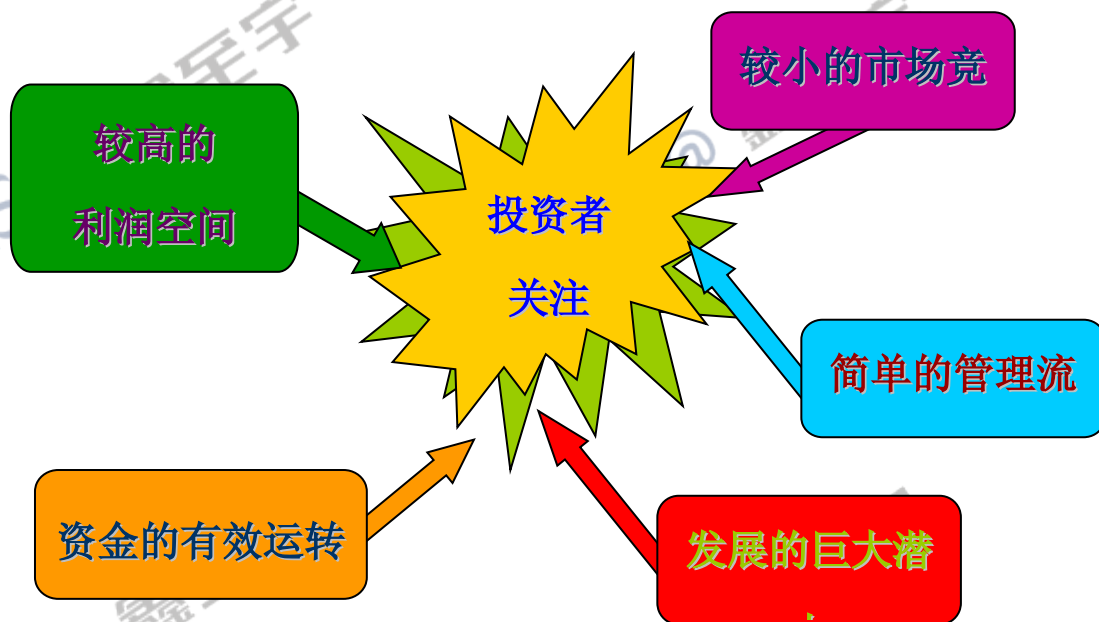 较小的市场竞
较高的
利润空间
投资者
关注
简单的管理流
资金的有效运转
发展的巨大潜